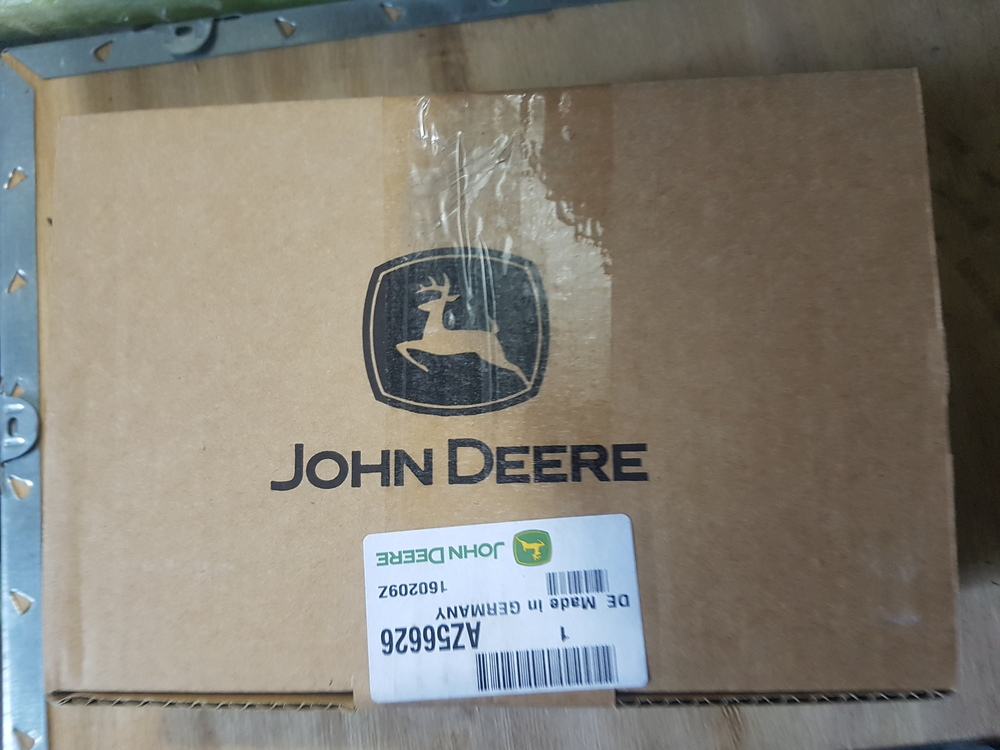 JOHN DEERE
1 AZ56626
DE Made in GERMANY
160209Z
JOHN DEERE